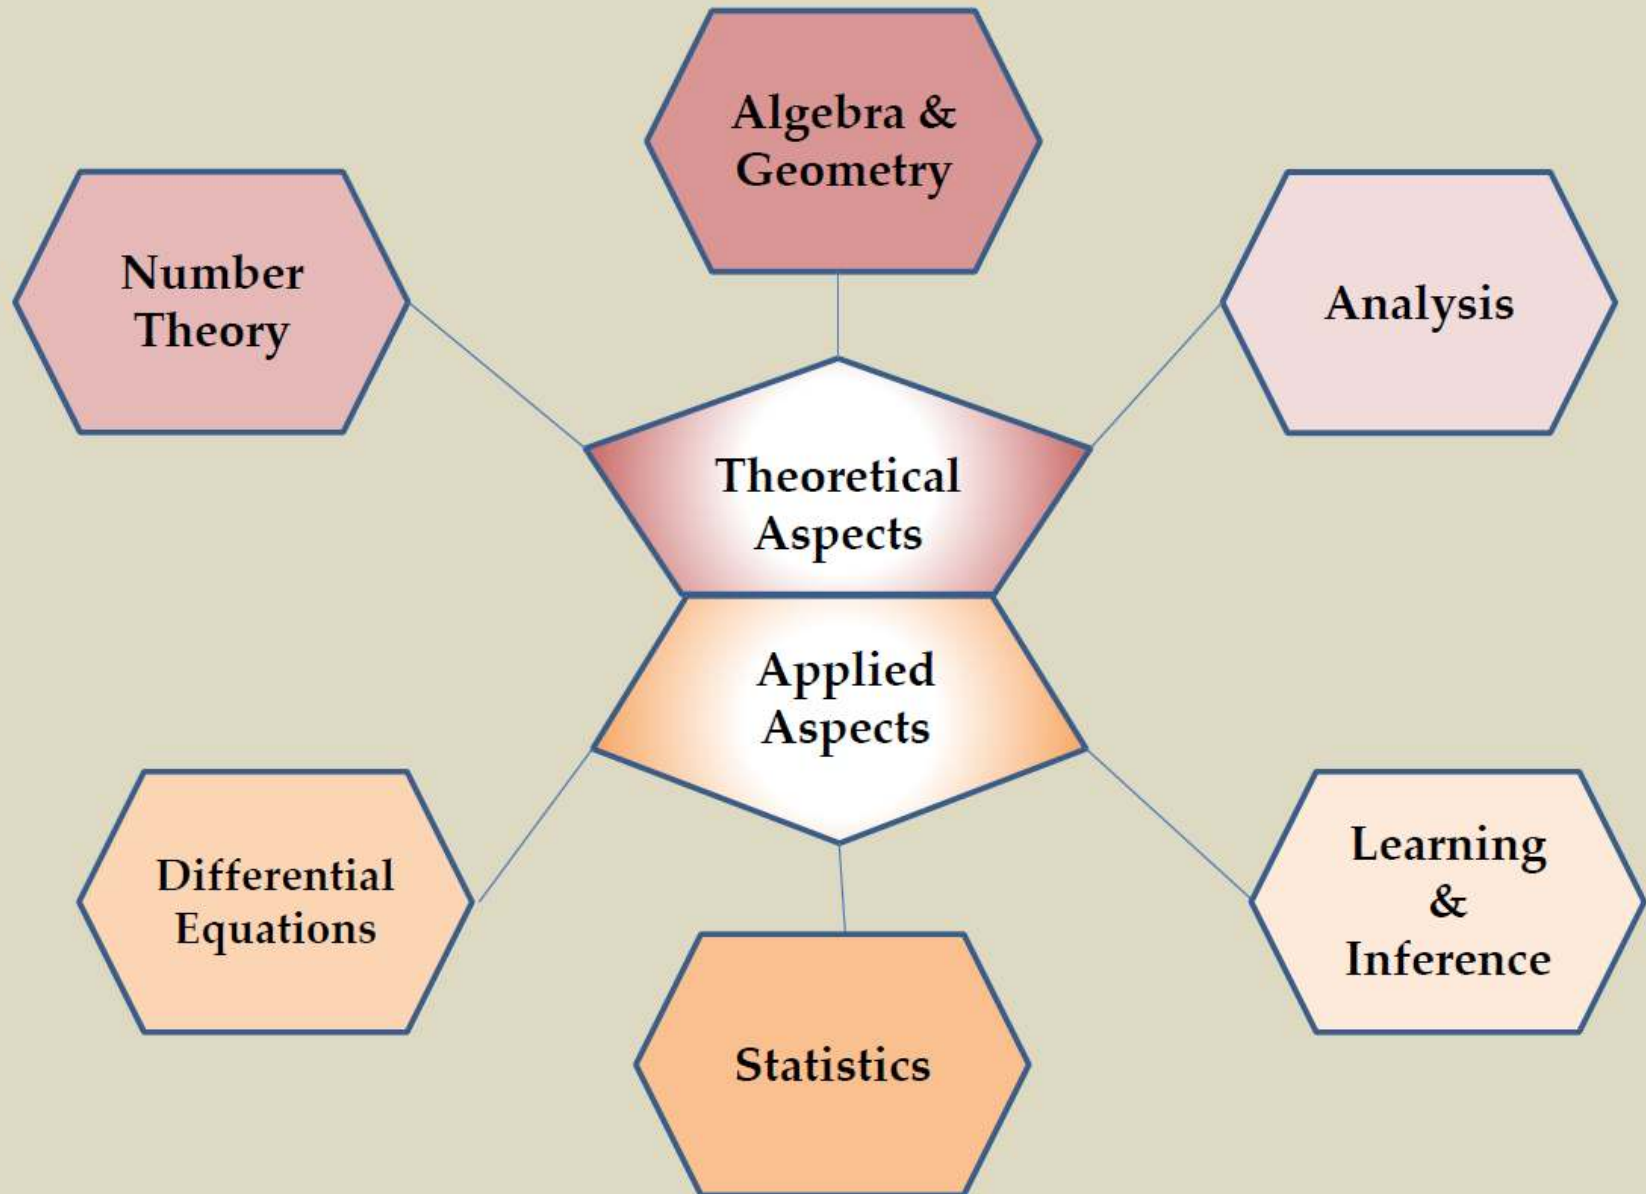 Algebra &
Geometry
Number
Theory
Analysis
Theoretical
Aspects
Applied
Aspects
Differential
Equations
Learning
&
Inference
Statistics